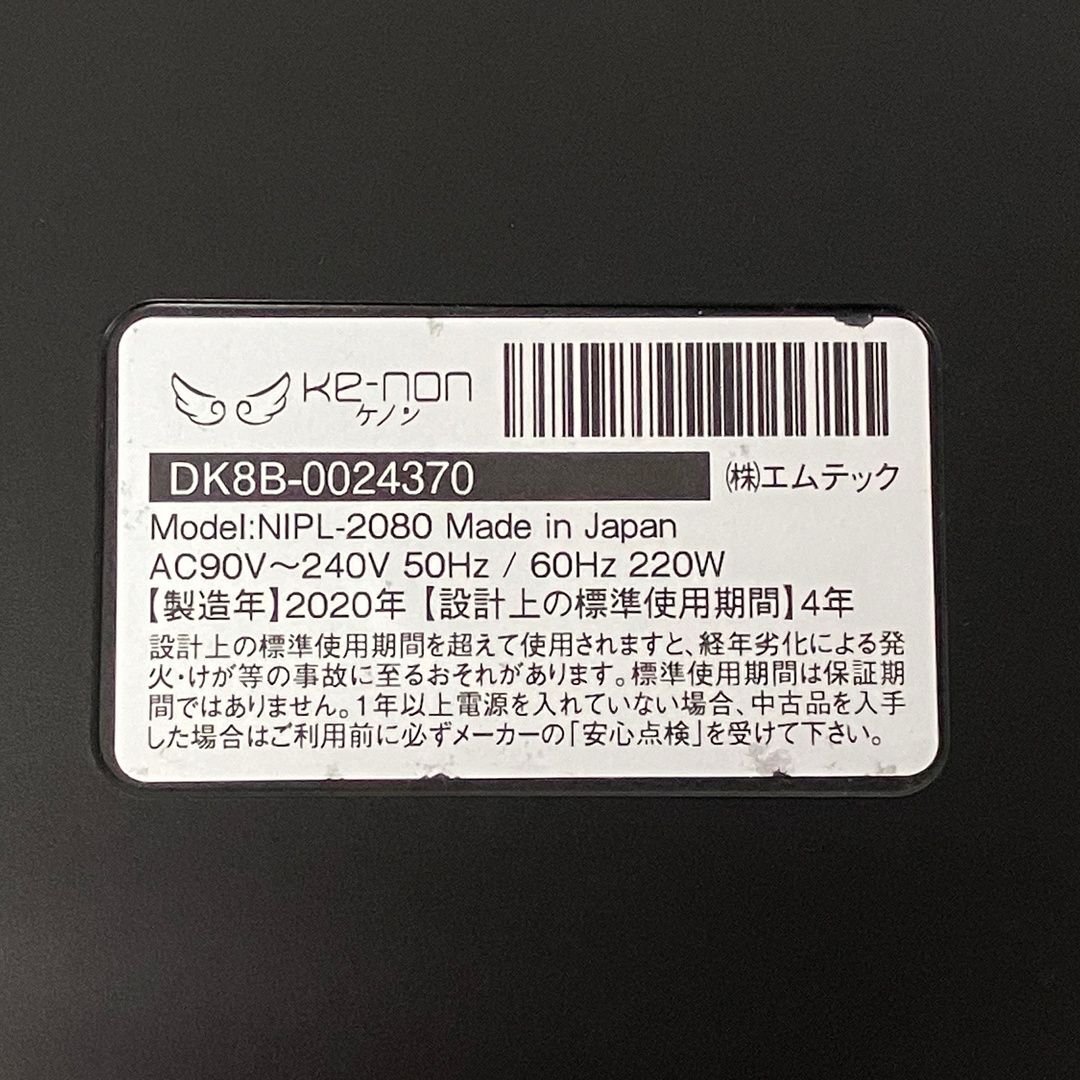 ke-non
ケノン
DK8B-0024370
㈱エムテック
Model:NIPL-2080 Made in Japan
AC90V～240V 50Hz / 60Hz 220W
【製造年】2020年【設計上の標準使用期間】4年
設計上の標準使用期間を超えて使用されますと、経年劣化による発
火・けが等の事故に至るおそれがあります。標準使用期間は保証期
間ではありません。1年以上電源を入れていない場合、中古品を入手
した場合はご利用前に必ずメーカーの「安心点検」を受けて下さい。